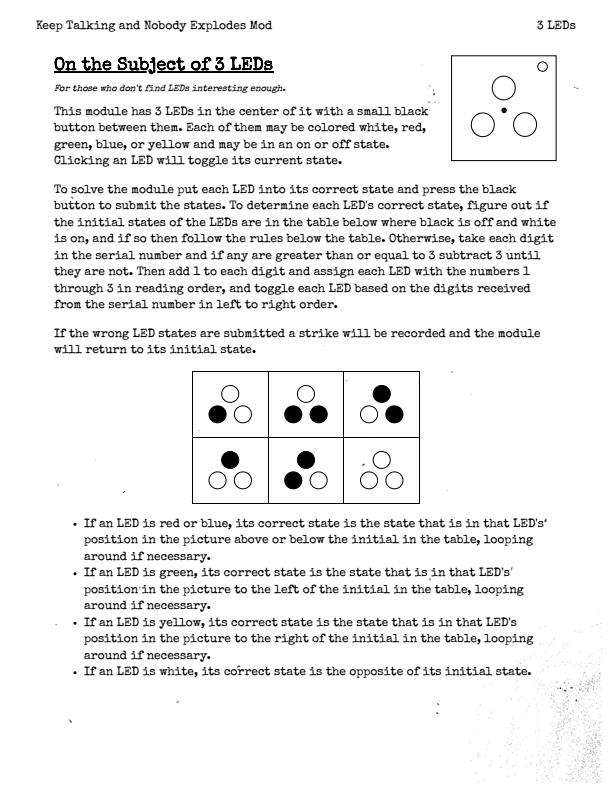 Keep Talking and Nobody Explodes Mod
3 LEDs
On the Subject of 3 LEDs
For those who don't find LEDs interesting enough.
This module has 3 LEDs in the center of it with a small black
button between them. Each of them may be colored white, red,
green, blue, or yellow and may be in an on or off state.
Clicking an LED will toggle its current state.
To solve the module put each LED into its correct state and press the black
button to submit the states. To determine each LED's correct state, figure out if
the initial states of the LEDs are in the table below where black is off and white
is on, and if so then follow the rules below the table. Otherwise, take each digit
in the serial number and if any are greater than or equal to 3 subtract 3 until
they are not. Then add 1 to each digit and assign each LED with the numbers 1
through 3 in reading order, and toggle each LED based on the digits received
from the serial number in left to right order.
If the wrong LED states are submitted a strike will be recorded and the module
will return to its initial state.
• If an LED is red or blue, its correct state is the state that is in that LED's'
position in the picture above or below the initial in the table, looping
around if necessary.
• If an LED is green, its correct state is the state that is in that LED's'
position in the picture to the left of the initial in the table, looping
around if necessary.
• If an LED is yellow, its correct state is the state that is in that LED's
position in the picture to the right of the initial in the table, looping
around if necessary.
• If an LED is white, its correct state is the opposite of its initial state.